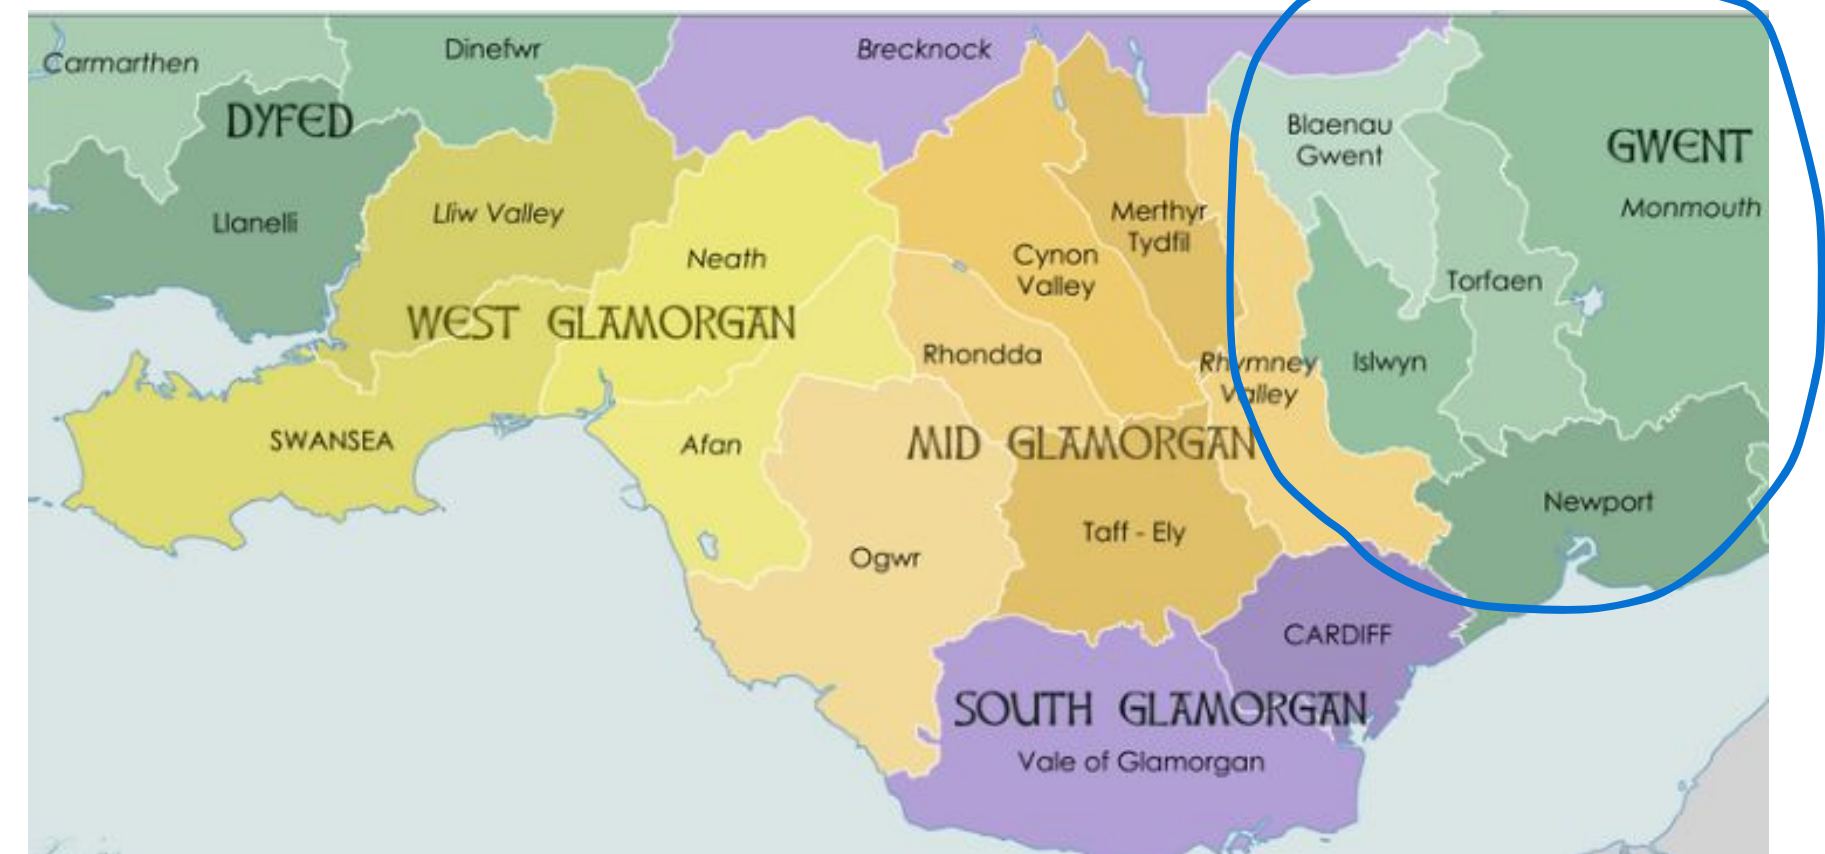 Carmarthen
Dinefwr
Brecknock
DYFED
Blaenau
Gwent
GWENT
Monmouth
Llanelli
Lliw Valley
Merthyr
Tydfil
Neath
Cynon
Valley
Torfaen
WEST GLAMORGAN
Rhondda
Rhymney
Valley
Islwyn
SWANSEA
Afan
MID GLAMORGAN
Newport
Taff - Ely
Ogwr
CARDIFF
SOUTH GLAMORGAN
Vale of Glamorgan